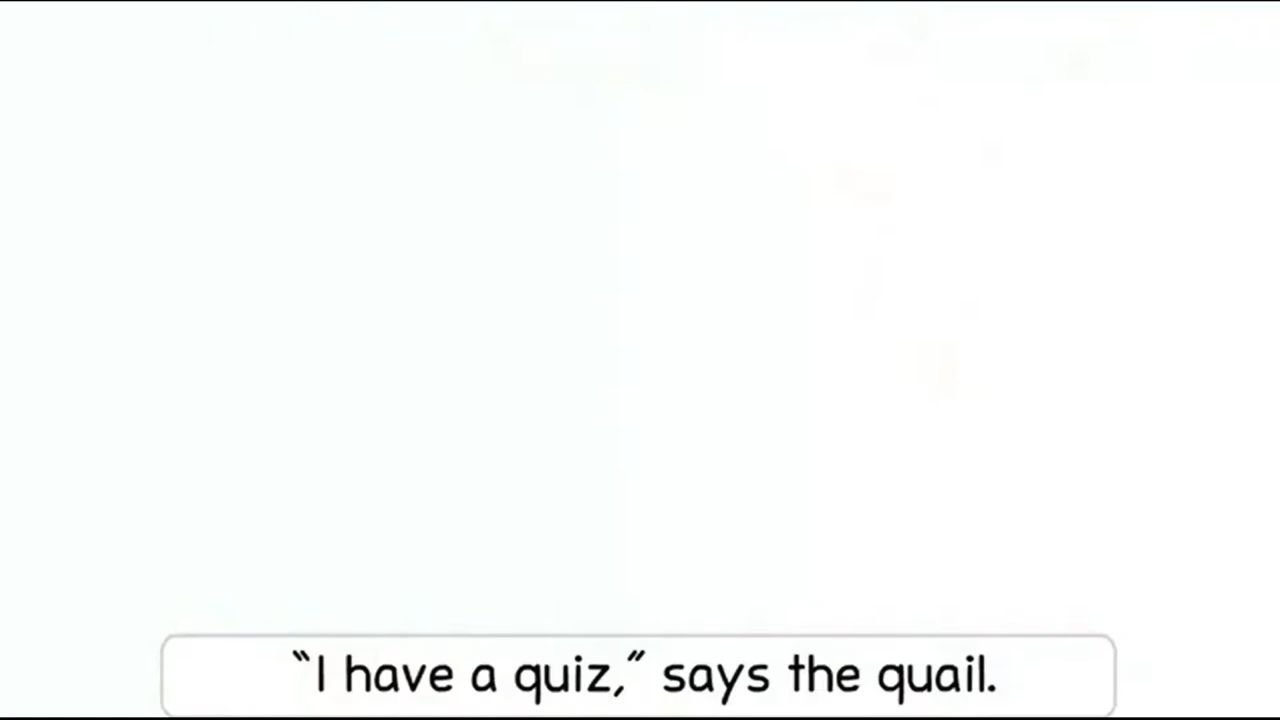 “I have a quiz,” says the quail.